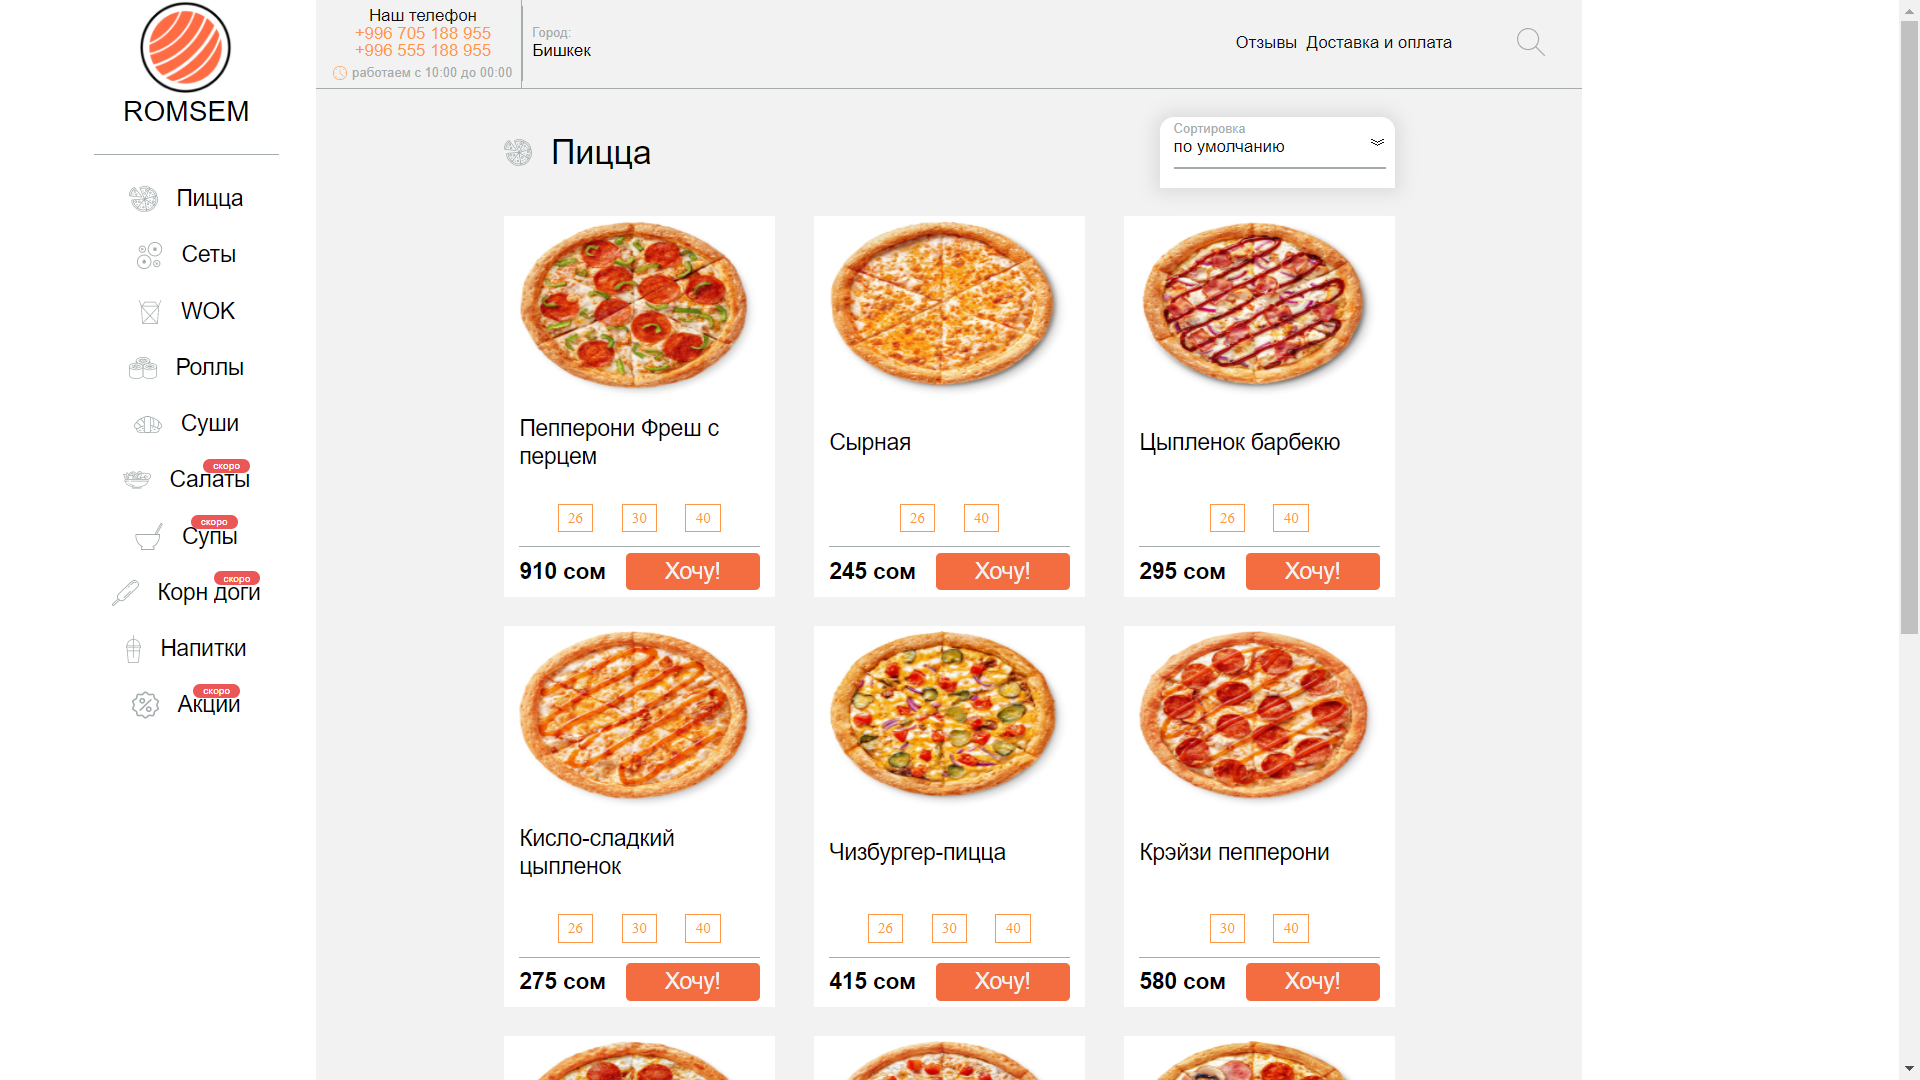 ROMSEM
Пицца
Сеты
WOK
Роллы
Суши
скоро
Салаты
скоро
Супы
скоро
Корн доги
Напитки
скоро
Акции
Наш телефон
+996 705 188 955
+996 555 188 955
работаем с 10:00 до 00:00
Город:
Бишкек
Отзывы Доставка и оплата
Пицца
Сортировка
по умолчанию
Пепперони Фреш с
перцем
26 30 40
910 сом Хочу!
Сырная
26 40
245 сом Хочу!
Цыпленок барбекю
26 40
295 сом Хочу!
Кисло-сладкий
цыпленок
26 30 40
275 сом Хочу!
Чизбургер-пицца
26 30 40
415 сом Хочу!
Крэйзи пепперони
30 40
580 сом Хочу!